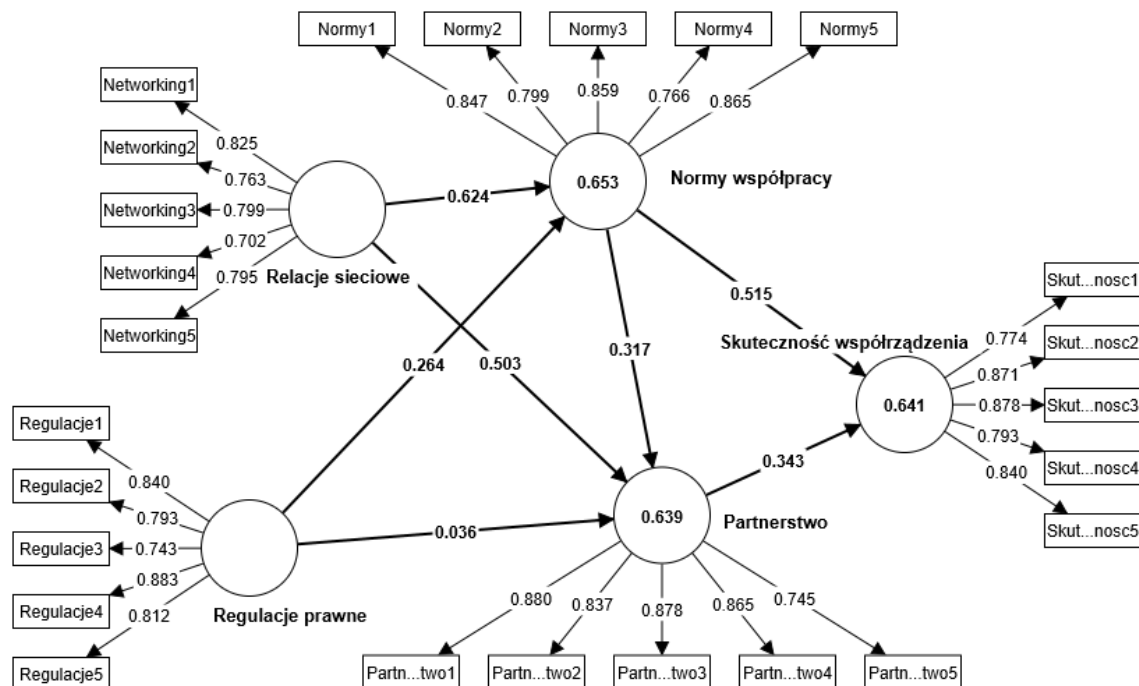 Normy1
Normy2
Normy3
Normy4
Normy5
0.847
0.799
0.859
0.766
0.865
Networking1
Networking2
Networking3
Networking4
Networking5
0.825
0.763
0.799
0.702
0.795
Relacje sieciowe
0.624
0.653
Normy współpracy
0.264
0.503
0.317
0.515
Skuteczność współrządzenia
0.641
Skut...nosc1
Skut...nosc2
Skut...nosc3
Skut...nosc4
Skut...nosc5
0.774
0.871
0.878
0.793
0.840
Regulacje1
Regulacje2
Regulacje3
Regulacje4
Regulacje5
0.840
0.793
0.743
0.883
0.812
Regulacje prawne
0.036
0.343
0.639
Partnerstwo
0.880
0.837
0.878
0.865
0.745
Partn...two1
Partn...two2
Partn...two3
Partn...two4
Partn...two5